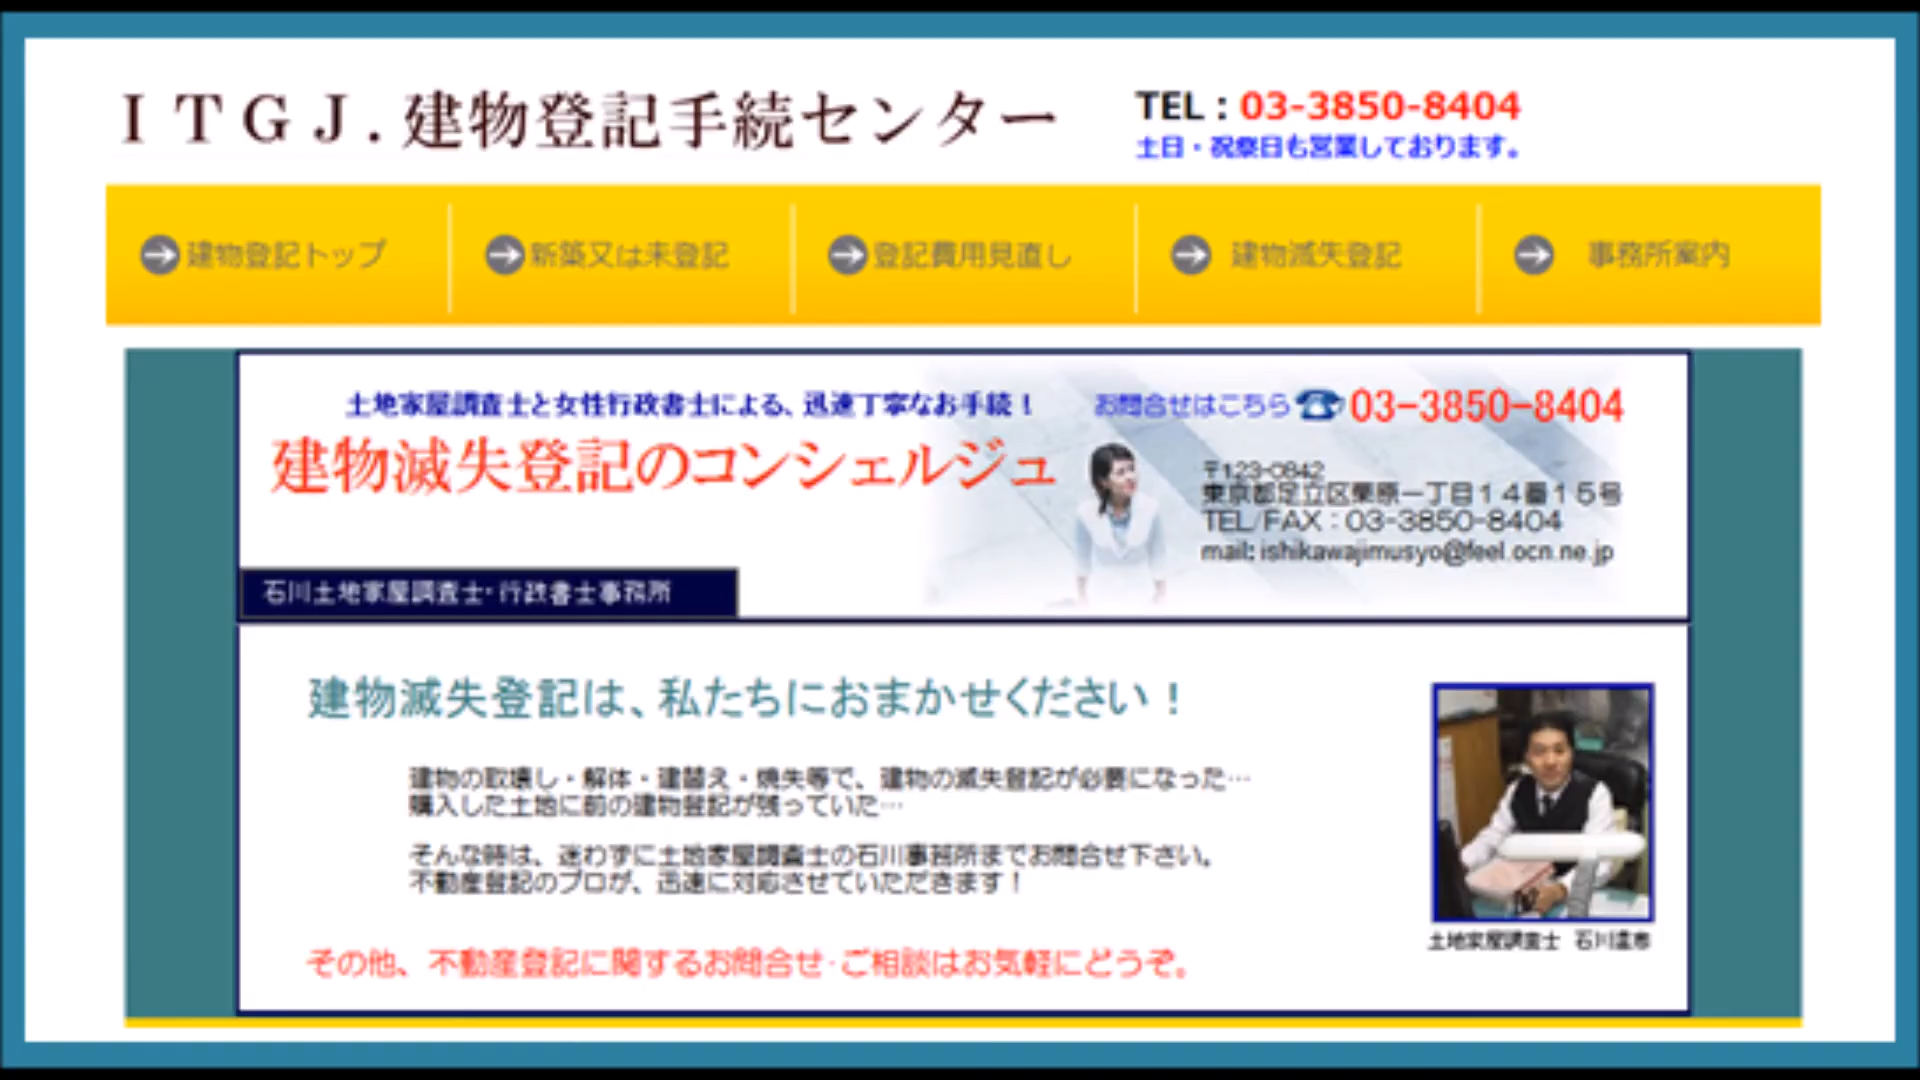 ＩＴＧＪ.建物登記手続センター
TEL : 03-3850-8404
土日・祝祭日も営業しております。
建物登記トップ
新築又は未登記
登記費用見直し
建物滅失登記
事務所案内
土地家屋調査士と女性行政書士による、迅速丁寧なお手続！
お問合せはこちら☎03-3850-8404
建物滅失登記のコンシェルジュ
〒123-0842
東京都足立区栗原一丁目１４番１５号
TEL/FAX：03-3850-8404
mail: ishikawajimusyo@feel.ocn.ne.jp
石川土地家屋調査士・行政書士事務所
建物滅失登記は、私たちにおまかせください！
建物の取壊し・解体・建替え・焼失等で、建物の滅失登記が必要になった…
購入した土地に前の建物登記が残っていた…
そんな時は、迷わずに土地家屋調査士の石川事務所までお問合せ下さい。
不動産登記のプロが、迅速に対応させていただきます！
その他、不動産登記に関するお問合せ･ご相談はお気軽にどうぞ。
土地家屋調査士 石川